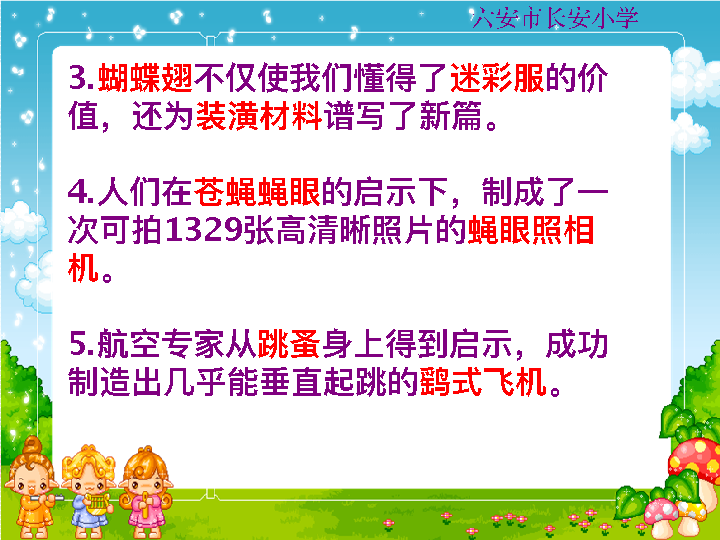 六安市长安小学
3.蝴蝶翅不仅使我们懂得了迷彩服的价
值，还为装潢材料谱写了新篇。
4.人们在苍蝇蝇眼的启示下，制成了一
次可拍1329张高清晰照片的蝇眼照相
机。
5.航空专家从跳蚤身上得到启示，成功
制造出几乎能垂直起跳的鹞式飞机。